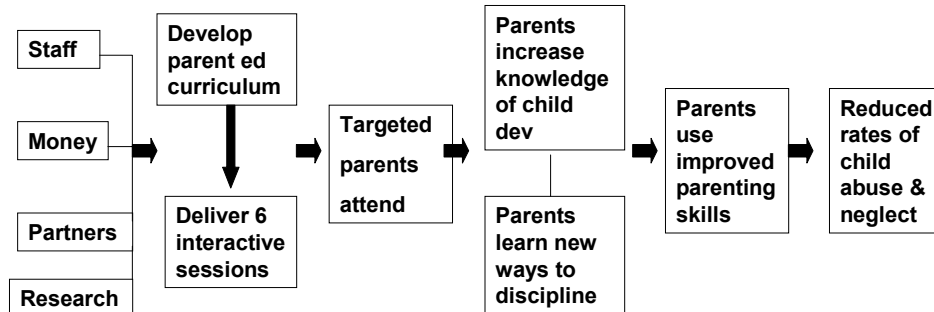 Staff
Money
Partners
Research
Develop
parent ed
curriculum
Deliver 6
interactive
sessions
Targeted
parents
attend
Parents
increase
knowledge
of child
dev
Parents
learn new
ways to
discipline
Parents
use
improved
parenting
skills
Reduced
rates of
child
abuse &
neglect